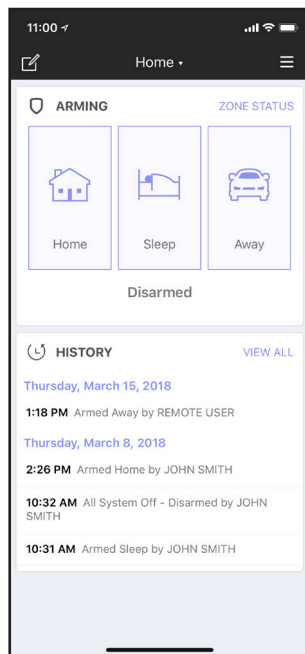 11:00
Home
ARMING
ZONE STATUS
Home
Sleep
Away
Disarmed
HISTORY
VIEW ALL
Thursday, March 15, 2018
1:18 PM Armed Away by REMOTE USER
Thursday, March 8, 2018
2:26 PM Armed Home by JOHN SMITH
10:32 AM All System Off - Disarmed by JOHN
SMITH
10:31 AM Armed Sleep by JOHN SMITH